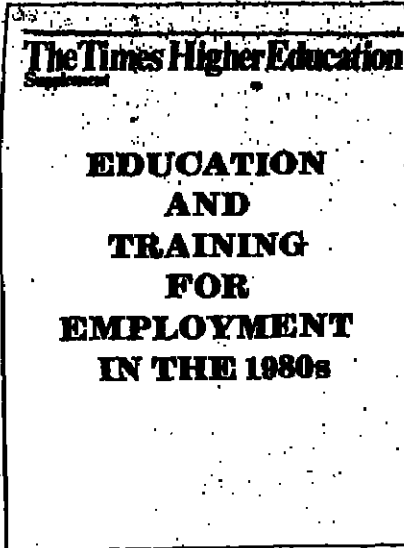 The Times Higher Education
Supplement
EDUCATION
AND
TRAINING
FOR
EMPLOYMENT
IN THE 1980s